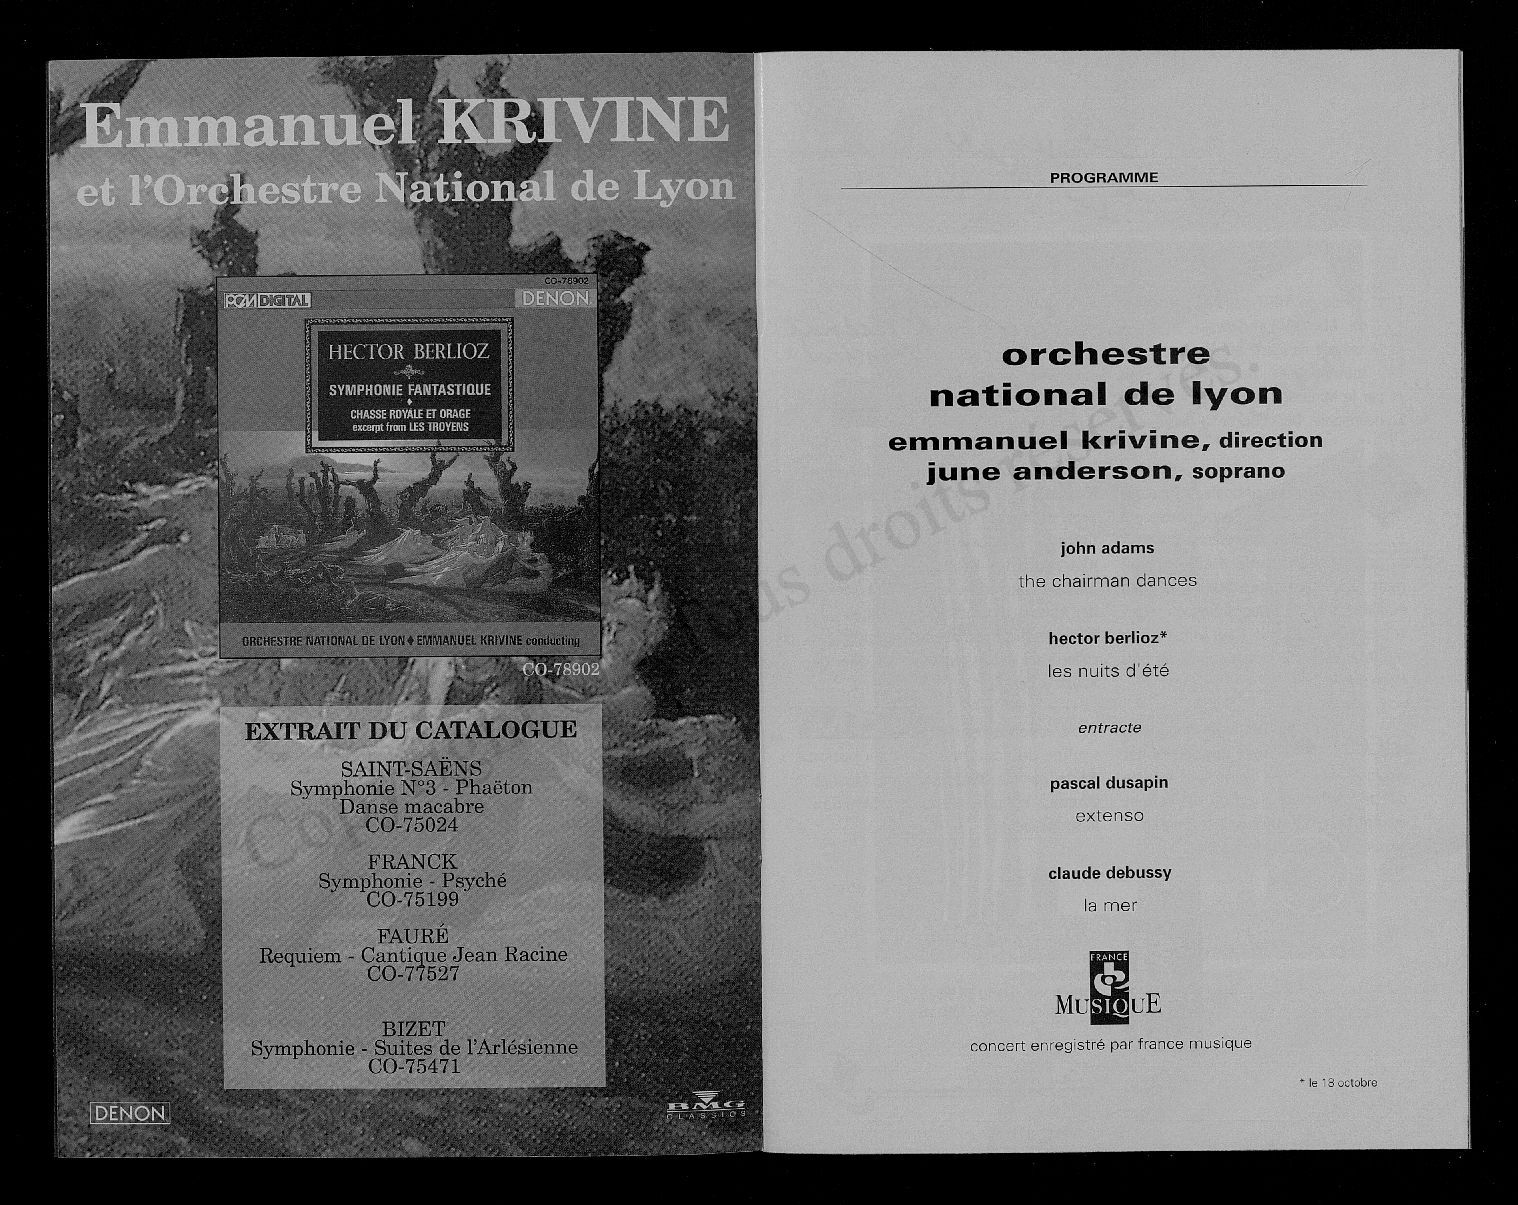 Emmanuel KRIVINE
et l'Orchestre National de Lyon
CO-78902
PCM DIGITAL
DENON
HECTOR BERLIOZ
SYMPHONIE FANTASTIQUE
CHASSE ROYALE ET ORAGE
excerpt from LES TROYENS
ORCHESTRE NATIONAL DE LYON ♦ EMMANUEL KRIVINE conducting
CO-78902
EXTRAIT DU CATALOGUE
SAINT-SAËNS
Symphonie N°3 - Phaëton
Danse macabre
CO-75024
FRANCK
Symphonie - Psyché
CO-75199
FAURÉ
Requiem - Cantique Jean Racine
CO-77527
BIZET
Symphonie - Suites de l'Arlésienne
CO-75471
DENON
BMG
CLASSICS
PROGRAMME
orchestre
national de lyon
emmanuel krivine, direction
june anderson, soprano
john adams
the chairman dances
hector berlioz*
les nuits d'été
entracte
pascal dusapin
extenso
claude debussy
la mer
FRANCE
MUSIQUE
concert enregistré par france musique
* le 18 octobre
droits